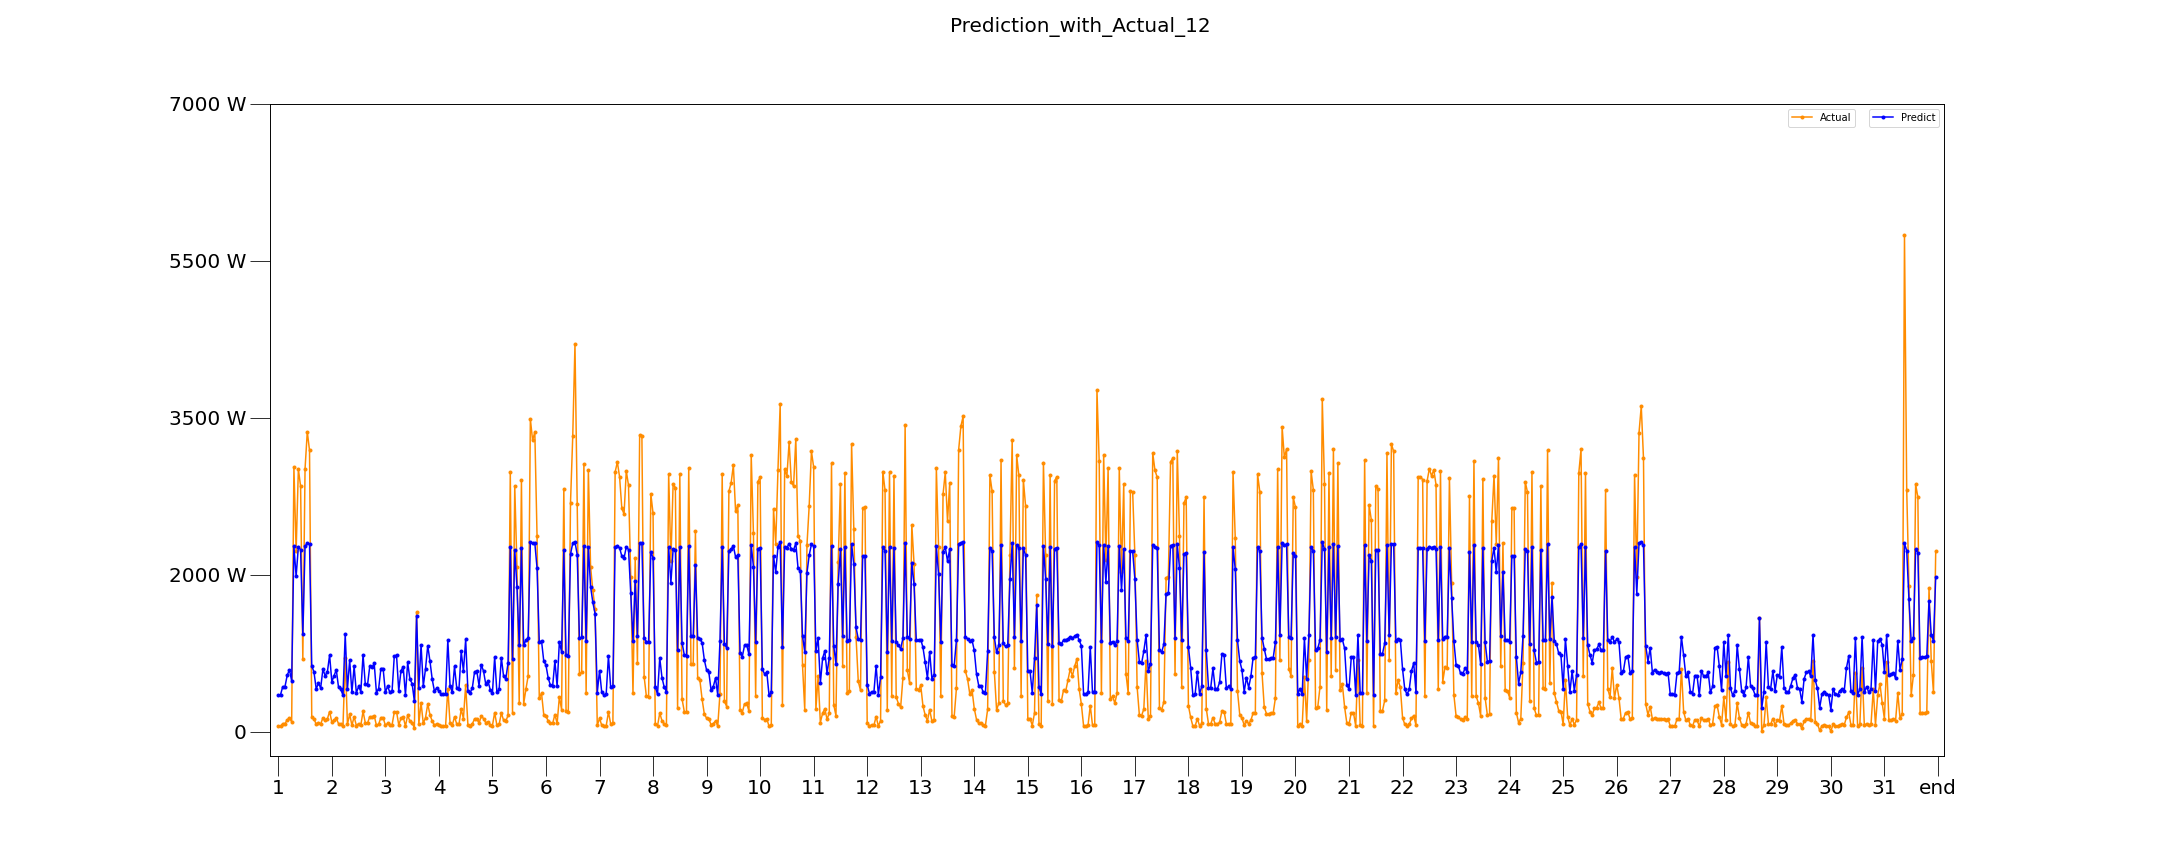 Prediction_with_Actual_12
Actual Predict
7000 W
5500 W
3500 W
2000 W
0
1 2 3 4 5 6 7 8 9 10 11 12 13 14 15 16 17 18 19 20 21 22 23 24 25 26 27 28 29 30 31 end